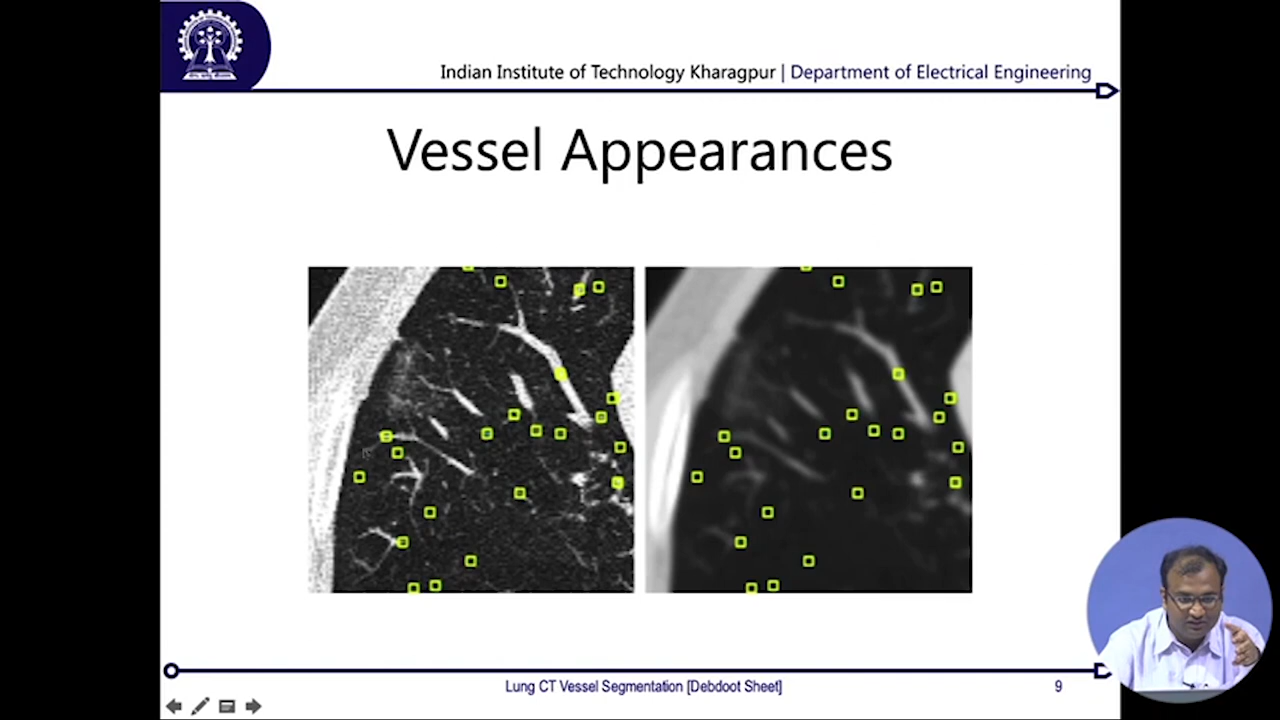 Indian Institute of Technology Kharagpur | Department of Electrical Engineering
Vessel Appearances
Lung CT Vessel Segmentation [Debdoot Sheet]
9